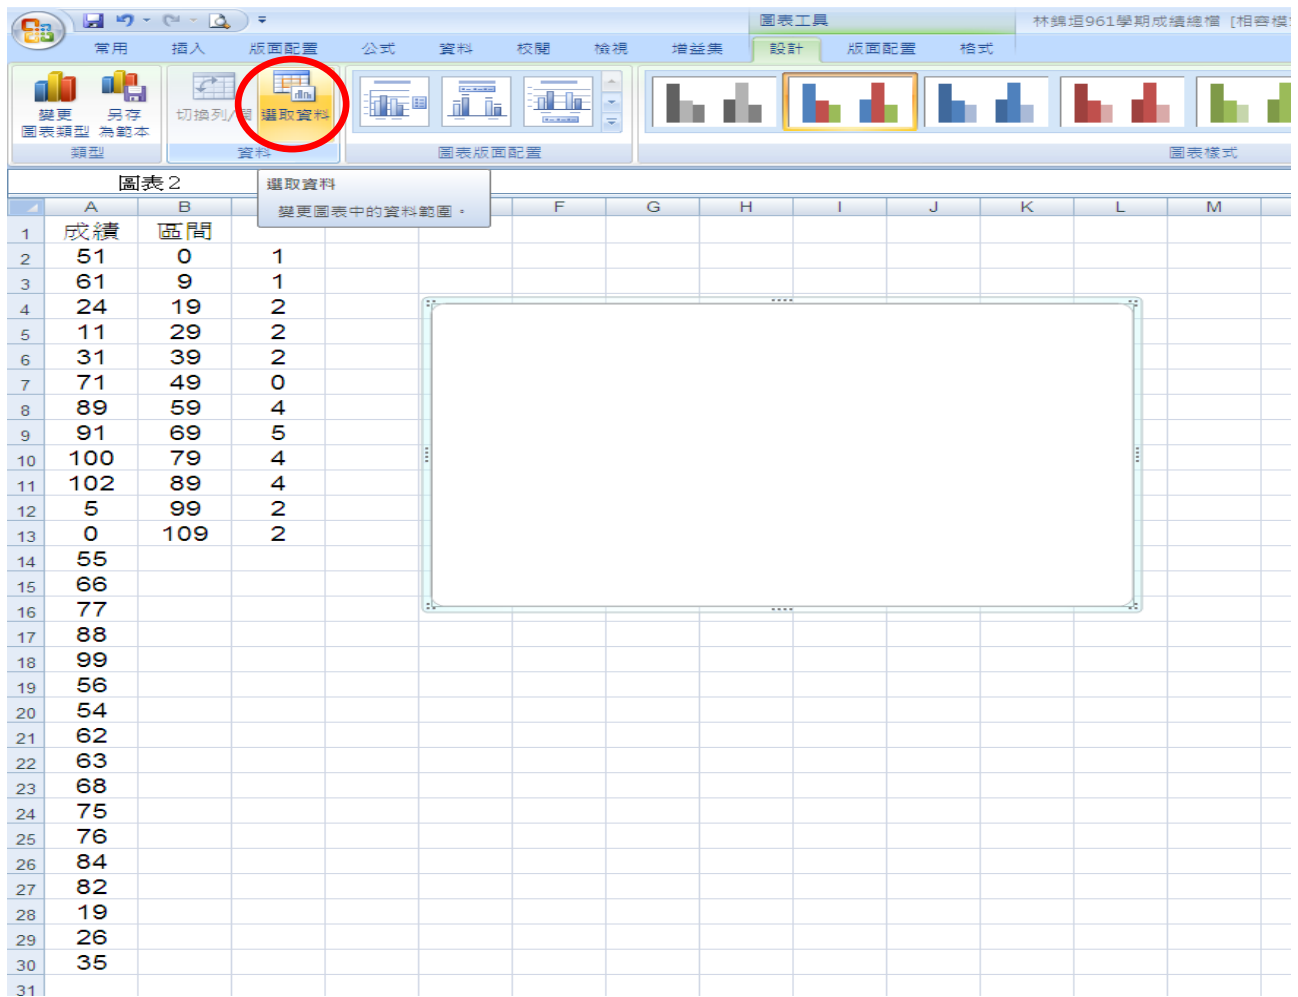 圖表工具 林錦垣961學期成績總檔 [相容模
常用 插入 版面配置 公式 資料 校閱 檢視 增益集 設計 版面配置 格式
變更 圖表類型 另存 為範本 切換列/欄 選取資料
類型 資料 圖表版面配置 圖表樣式
圖表 2
選取資料
變更圖表中的資料範圍。
A B F G H I J K L M
1 成績 區間
2 51 0 1
3 61 9 1
4 24 19 2
5 11 29 2
6 31 39 2
7 71 49 0
8 89 59 4
9 91 69 5
10 100 79 4
11 102 89 4
12 5 99 2
13 0 109 2
14 55
15 66
16 77
17 88
18 99
19 56
20 54
21 62
22 63
23 68
24 75
25 76
26 84
27 82
28 19
29 26
30 35
31